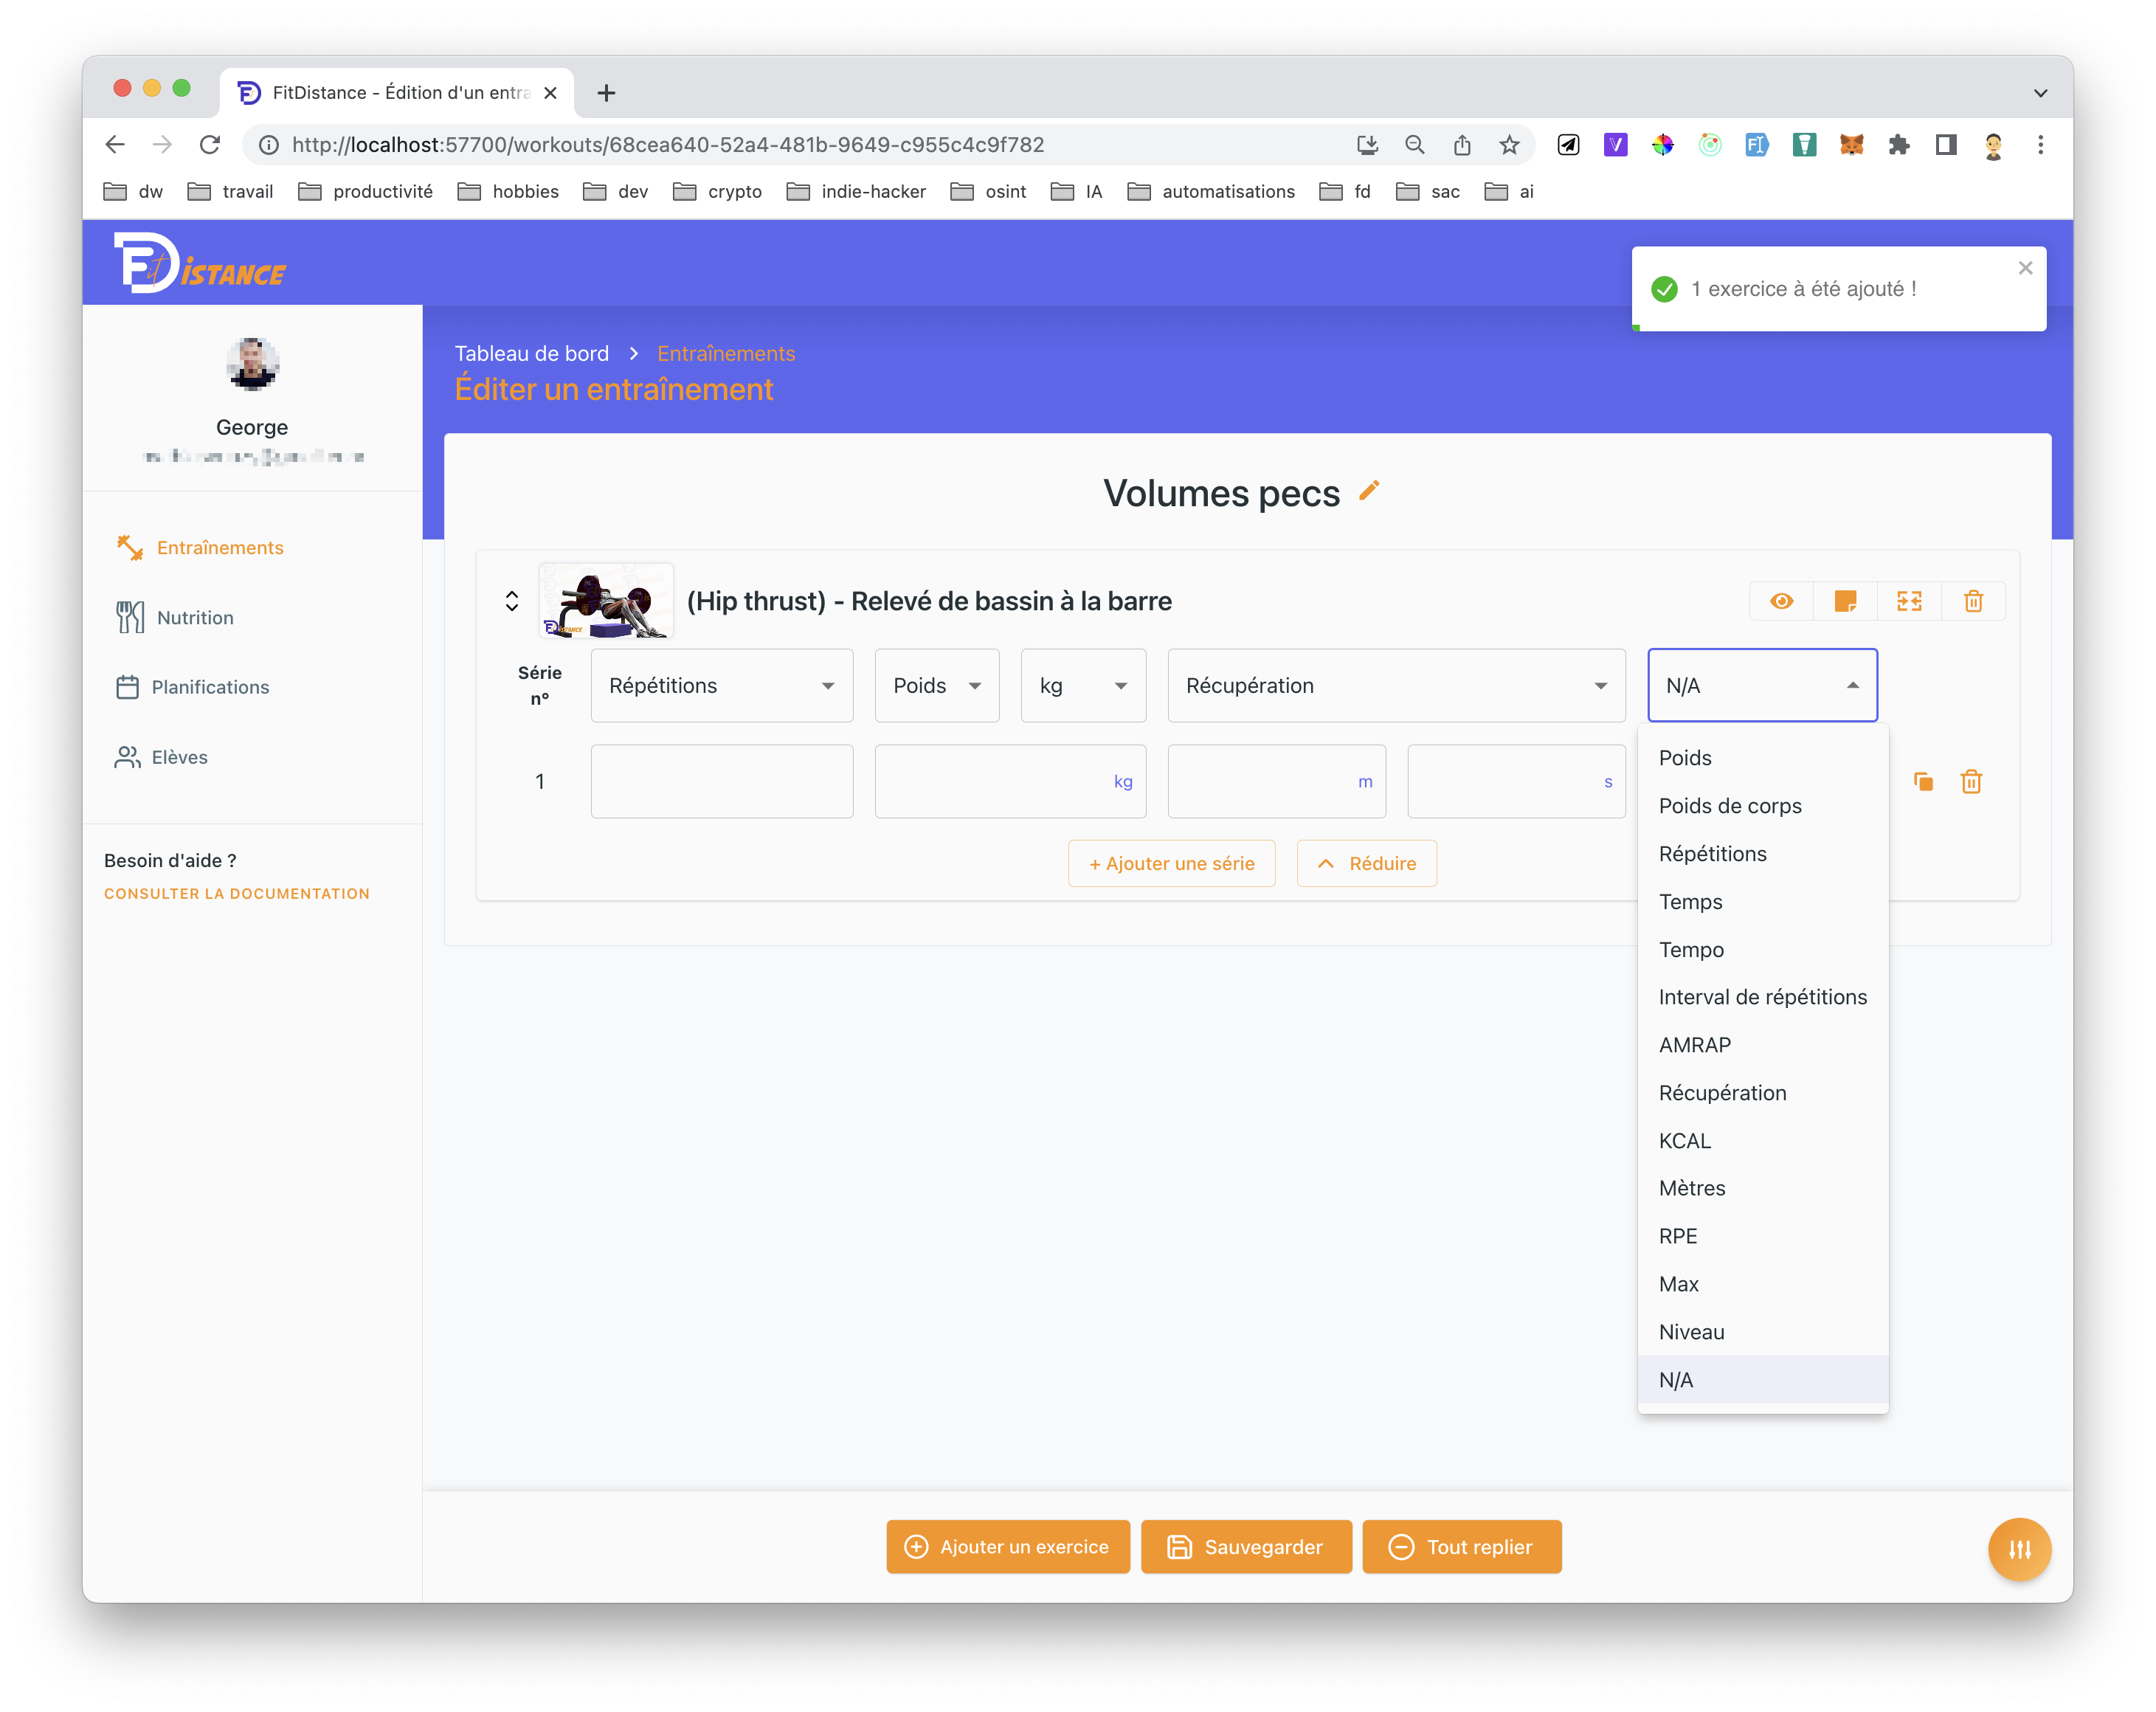 FitDistance - Édition d'un entra
http://localhost:57700/workouts/68cea640-52a4-481b-9649-c955c4c9f782
dw travail productivité hobbies dev crypto indie-hacker osint IA automatisations fd sac ai
FD it istance
1 exercice à été ajouté !
Tableau de bord > Entraînements
Éditer un entraînement
George
Entraînements
Nutrition
Planifications
Elèves
Besoin d'aide ?
CONSULTER LA DOCUMENTATION
Volumes pecs
(Hip thrust) - Relevé de bassin à la barre
Série n° Répétitions Poids kg Récupération N/A
1 kg m s
+ Ajouter une série Réduire
Poids
Poids de corps
Répétitions
Temps
Tempo
Interval de répétitions
AMRAP
Récupération
KCAL
Mètres
RPE
Max
Niveau
N/A
Ajouter un exercice Sauvegarder Tout replier